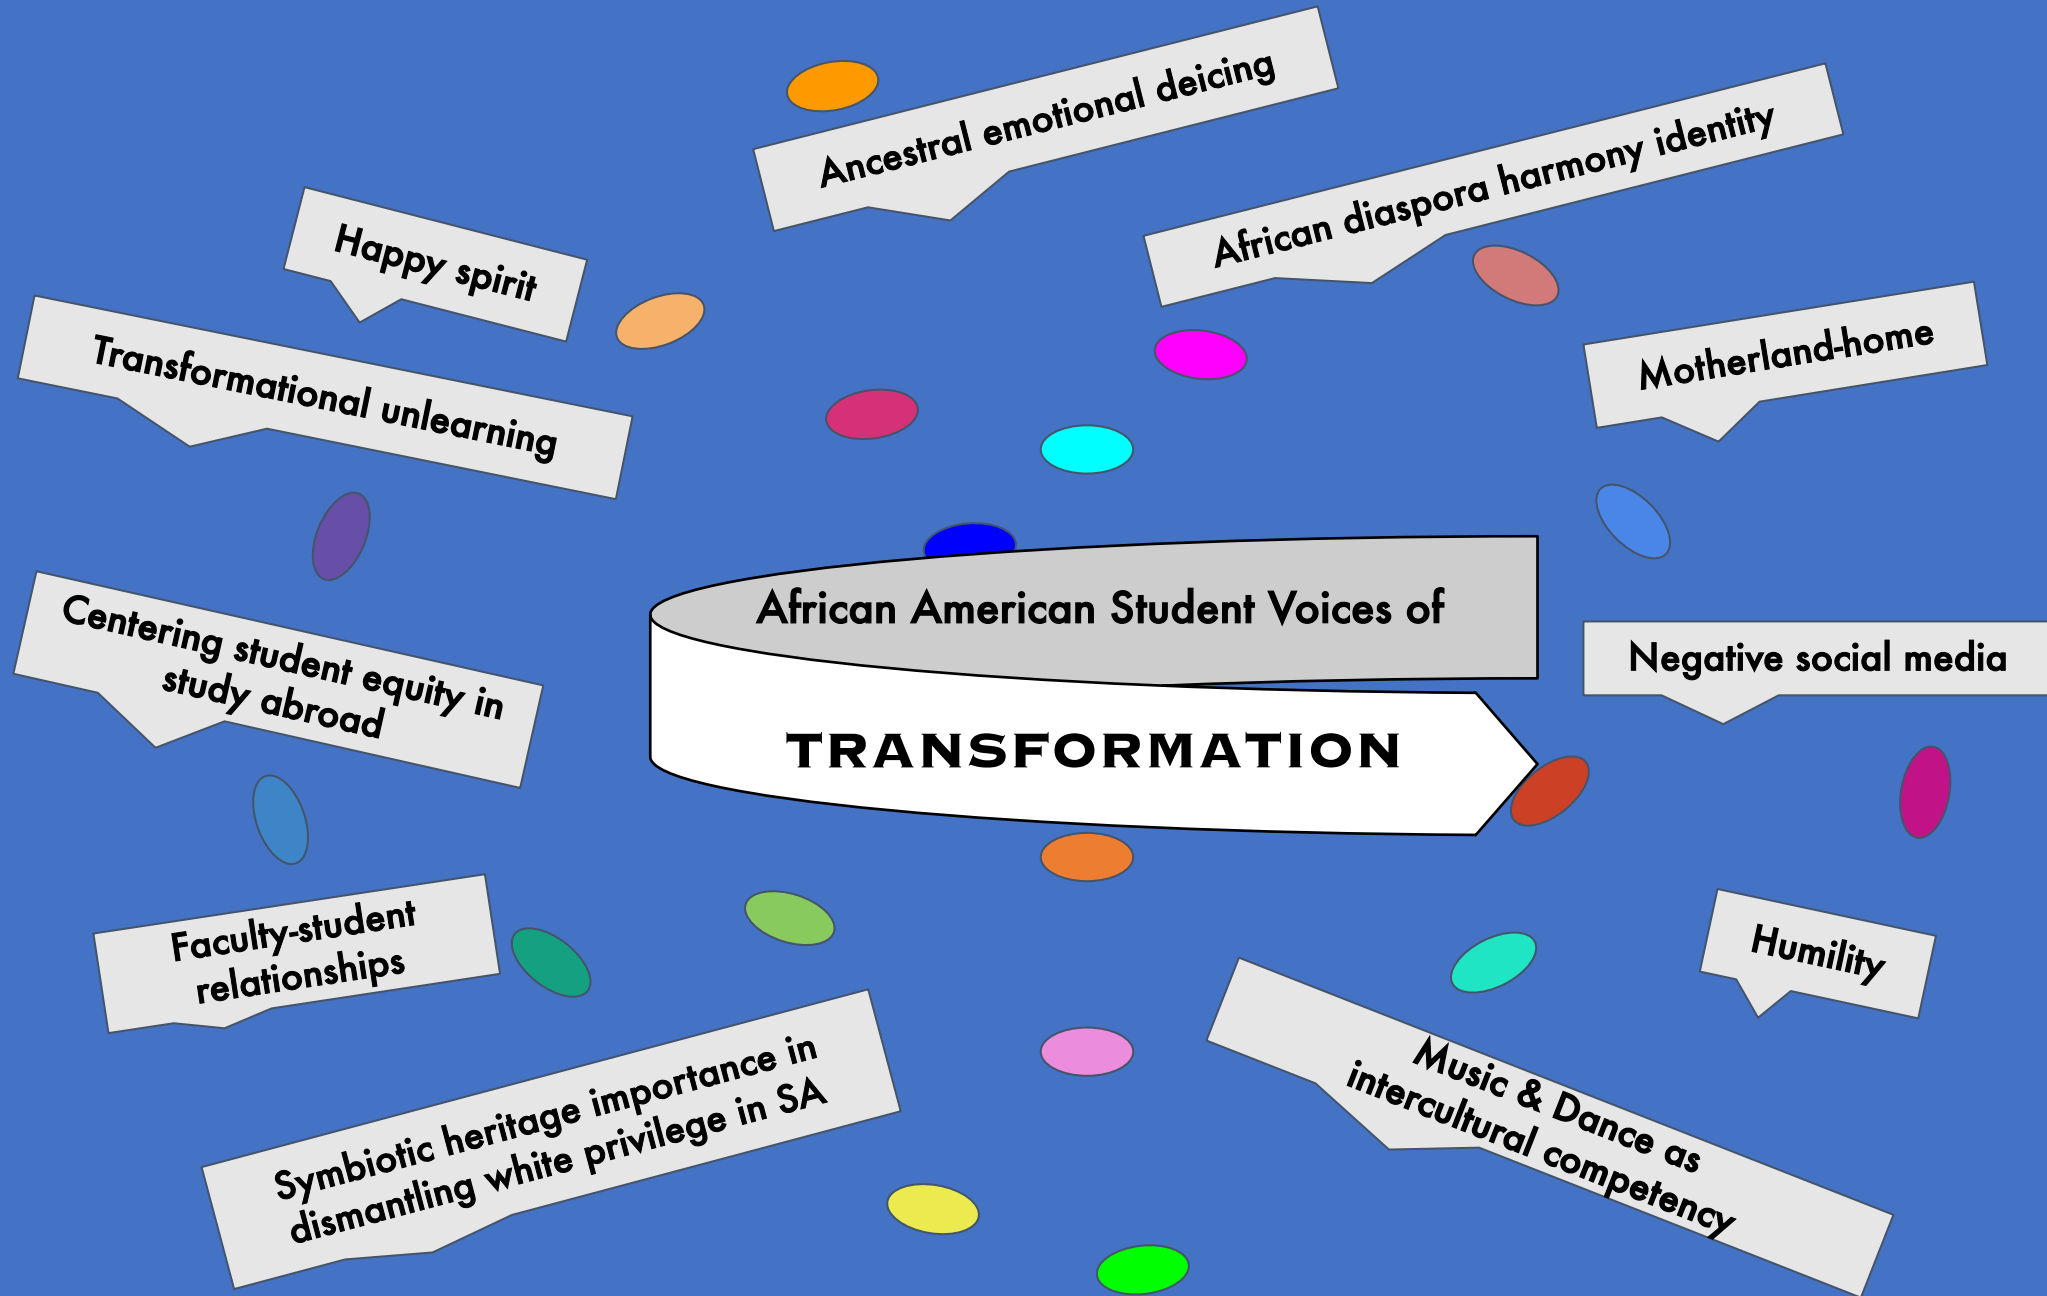 Ancestral emotional deicing
African diaspora harmony identity
Happy spirit
Transformational unlearning
Motherland-home
African American Student Voices of
TRANSFORMATION
Centering student equity in
study abroad
Negative social media
Faculty-student
relationships
Humility
Symbiotic heritage importance in
dismantling white privilege in SA
Music & Dance as
intercultural competency